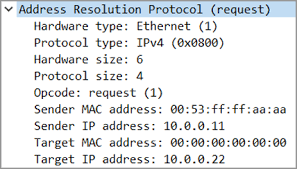 Address Resolution Protocol (request)
Hardware type: Ethernet (1)
Protocol type: IPv4 (0x0800)
Hardware size: 6
Protocol size: 4
Opcode: request (1)
Sender MAC address: 00:53:ff:ff:aa:aa
Sender IP address: 10.0.0.11
Target MAC address: 00:00:00:00:00:00
Target IP address: 10.0.0.22